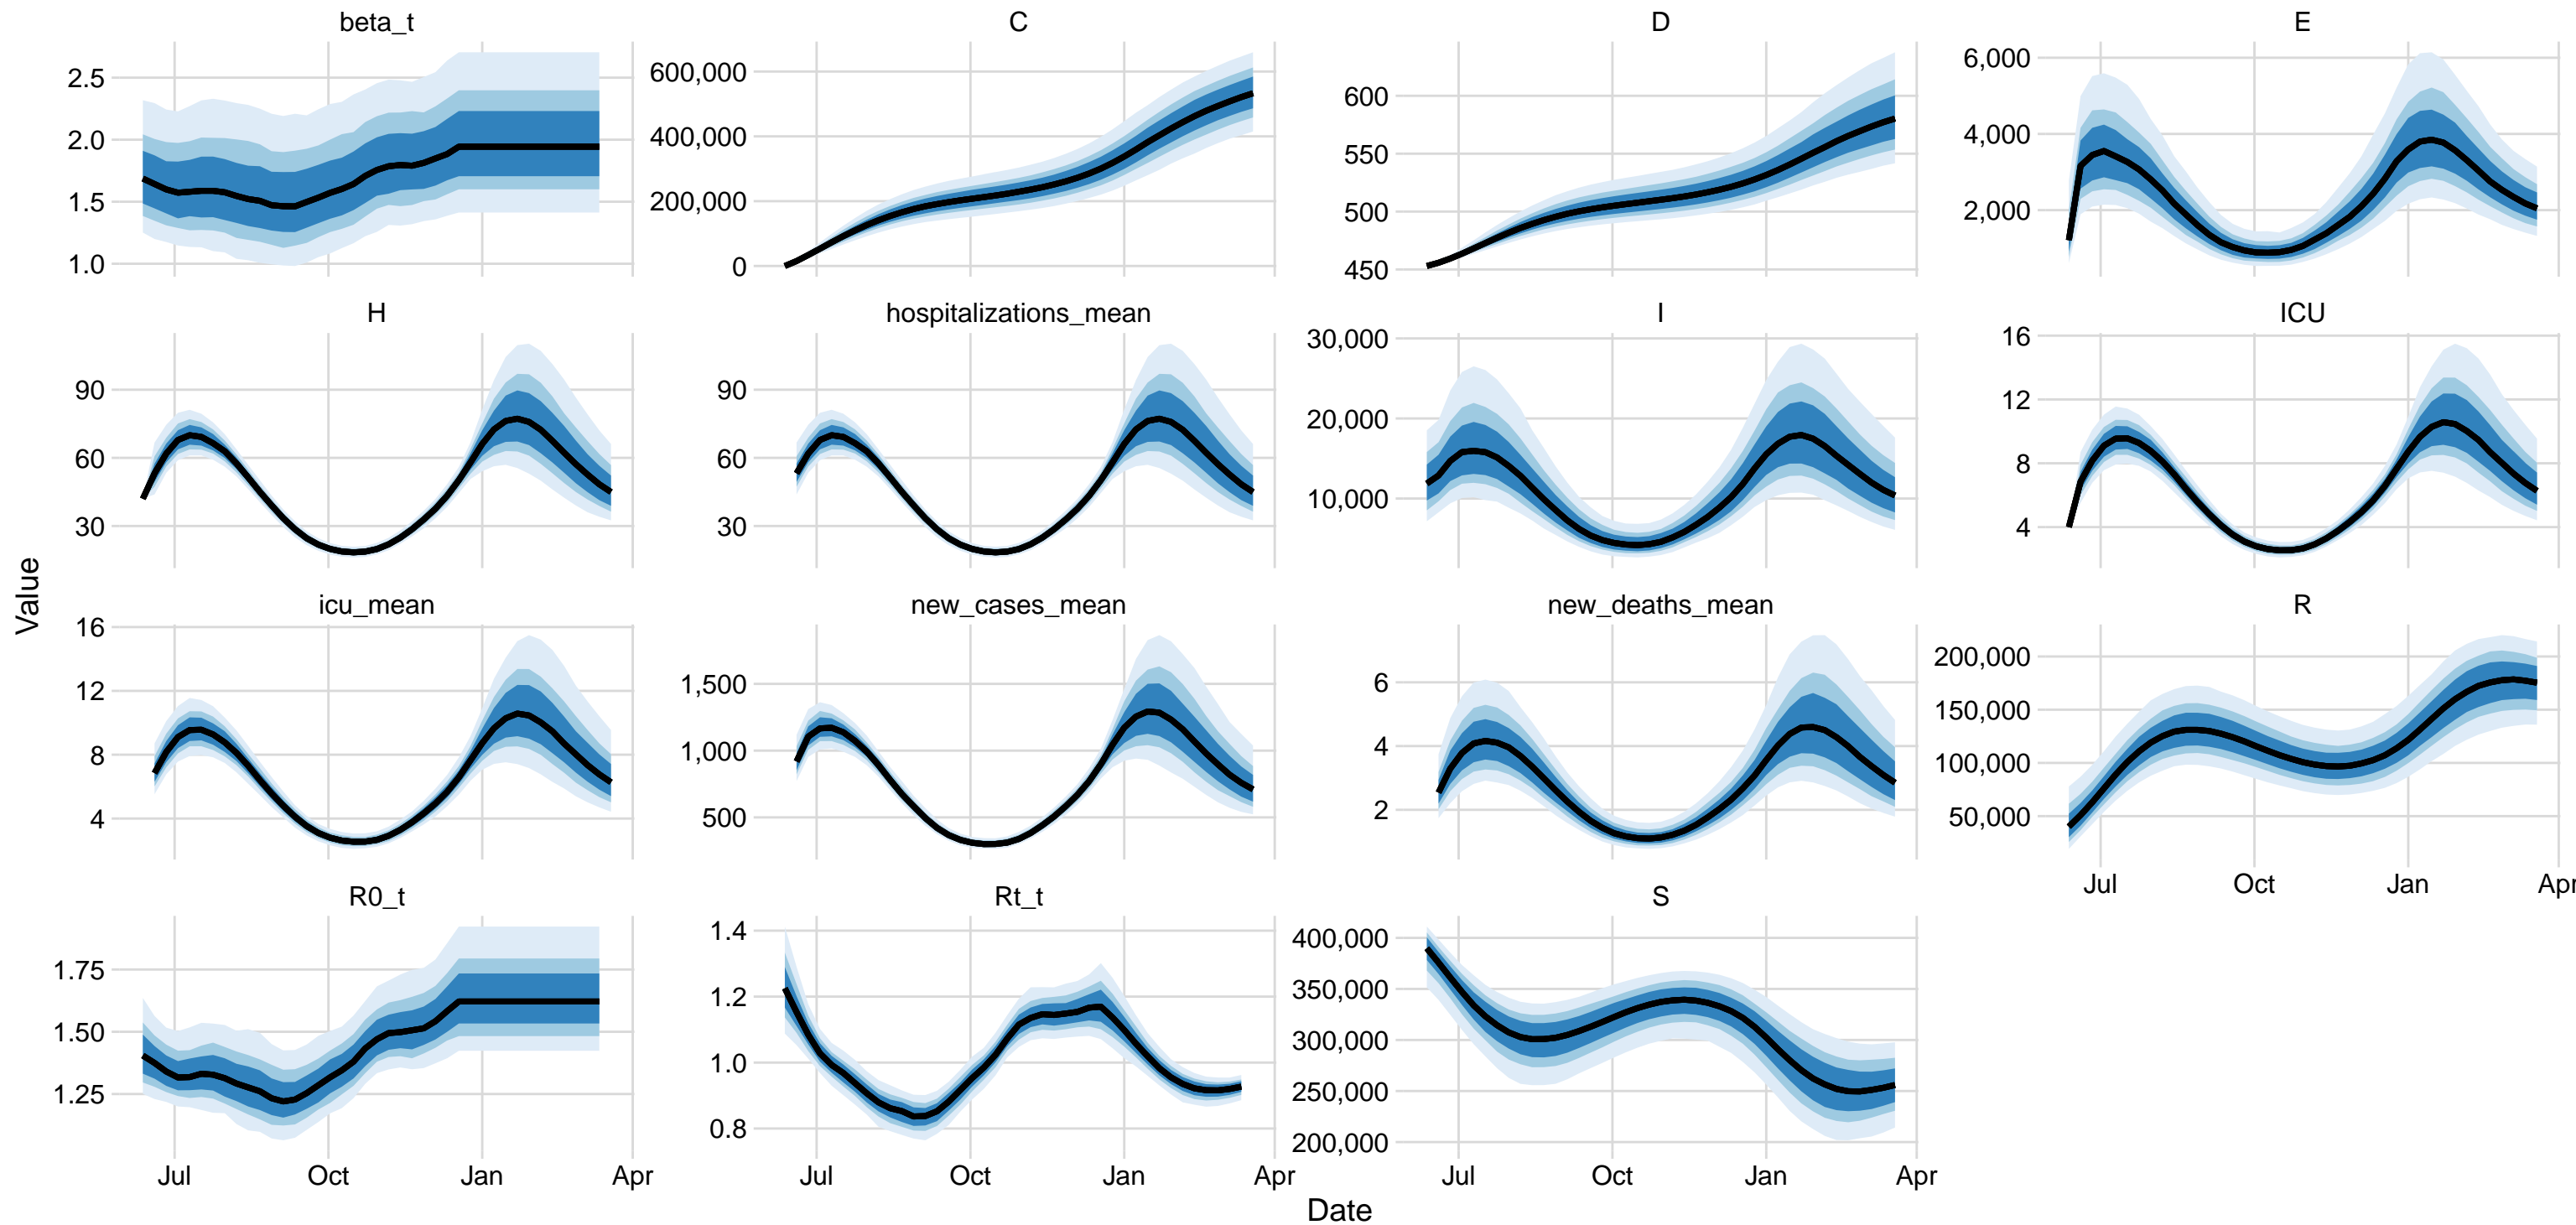 beta_t
C
D
E
2.5
2.0
1.5
1.0
600,000
400,000
200,000
0
600
550
500
450
6,000
4,000
2,000
H
hospitalizations_mean
I
ICU
90
60
30
90
60
30
30,000
20,000
10,000
16
12
8
4
Value
icu_mean
new_cases_mean
new_deaths_mean
R
16
12
8
4
1,500
1,000
500
6
4
2
200,000
150,000
100,000
50,000
Jul Oct Jan Apr
R0_t
Rt_t
S
1.75
1.50
1.25
1.4
1.2
1.0
0.8
400,000
350,000
300,000
250,000
200,000
Jul Oct Jan Apr
Jul Oct Jan Apr
Jul Oct Jan Apr
Date